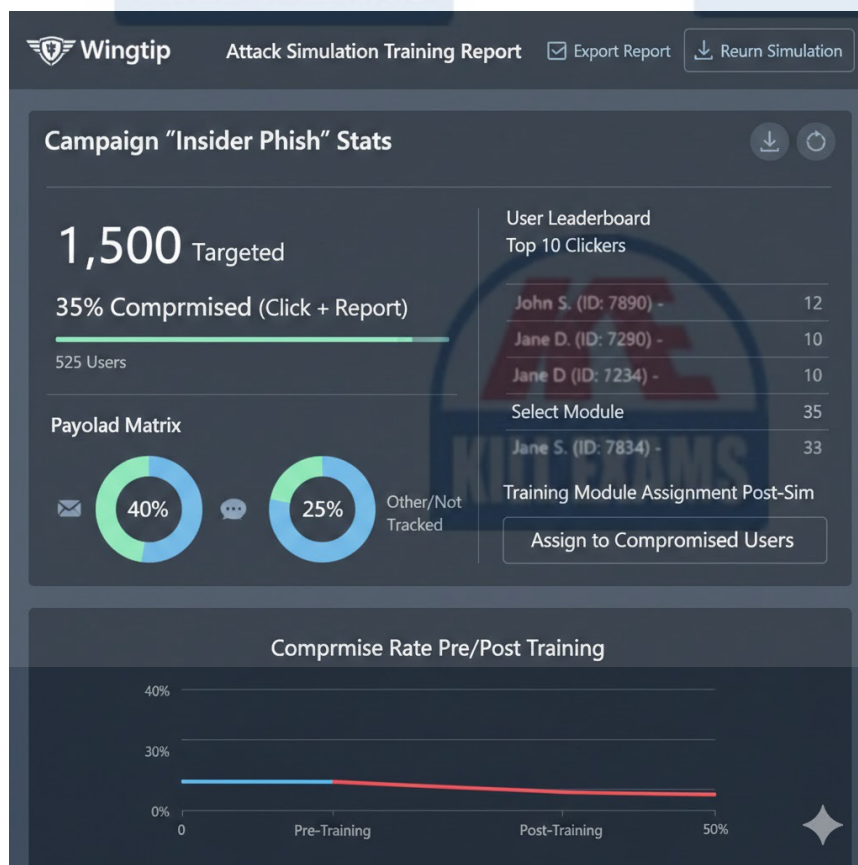 Wingtip
Attack Simulation Training Report
Export Report
Reurn Simulation
Campaign "Insider Phish" Stats
1,500 Targeted
35% Comprmised (Click + Report)
525 Users
Payolad Matrix
40%
25%
Other/Not
Tracked
User Leaderboard
Top 10 Clickers
John S. (ID: 7890) - 12
Jane D. (ID: 7290) - 10
Jane D (ID: 7234) - 10
Select Module 35
Jane S. (ID: 7834) - 33
Training Module Assignment Post-Sim
Assign to Compromised Users
KILLEXAMS
Comprmise Rate Pre/Post Training
40%
30%
0%
0 Pre-Training Post-Training 50%